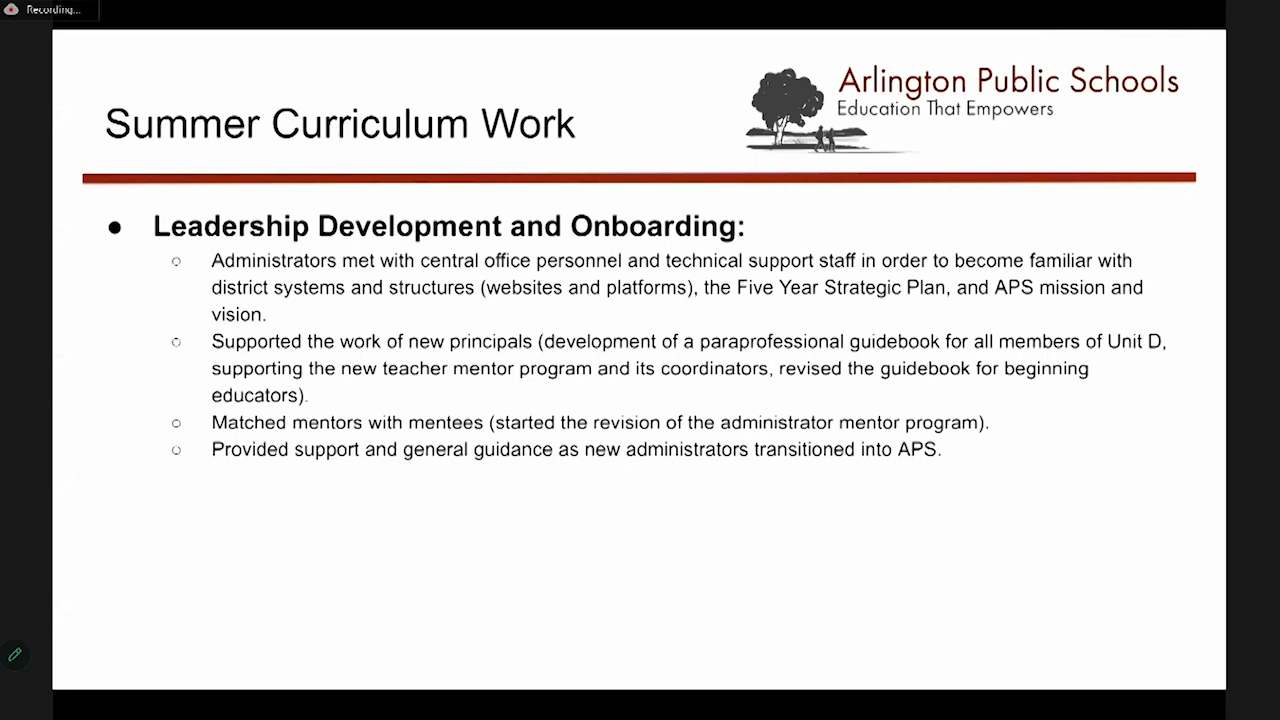 Recording...
Arlington Public Schools
Education That Empowers
Summer Curriculum Work
● Leadership Development and Onboarding:
○ Administrators met with central office personnel and technical support staff in order to become familiar with
district systems and structures (websites and platforms), the Five Year Strategic Plan, and APS mission and
vision.
○ Supported the work of new principals (development of a paraprofessional guidebook for all members of Unit D,
supporting the new teacher mentor program and its coordinators, revised the guidebook for beginning
educators).
○ Matched mentors with mentees (started the revision of the administrator mentor program).
○ Provided support and general guidance as new administrators transitioned into APS.